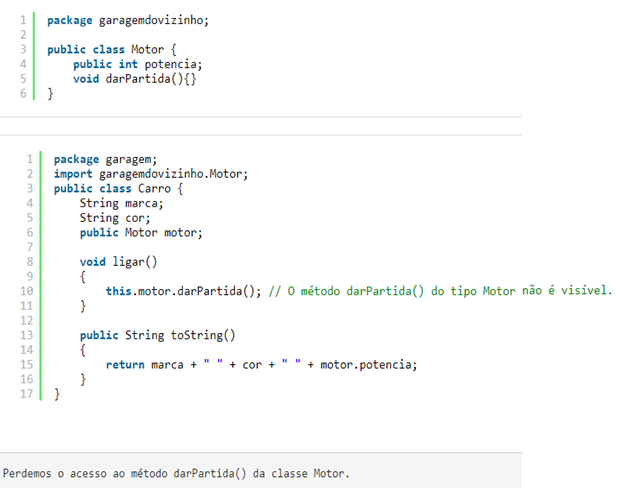 1 package garagemdovizinho;
2
3 public class Motor {
4     public int potencia;
5     void darPartida(){}
6 }
1 package garagem;
2 import garagemdovizinho.Motor;
3 public class Carro {
4     String marca;
5     String cor;
6     public Motor motor;
7
8     void ligar()
9     {
10         this.motor.darPartida(); // O método darPartida() do tipo Motor não é visível.
11     }
12
13     public String toString()
14     {
15         return marca + " " + cor + " " + motor.potencia;
16     }
17 }
Perdemos o acesso ao método darPartida() da classe Motor.